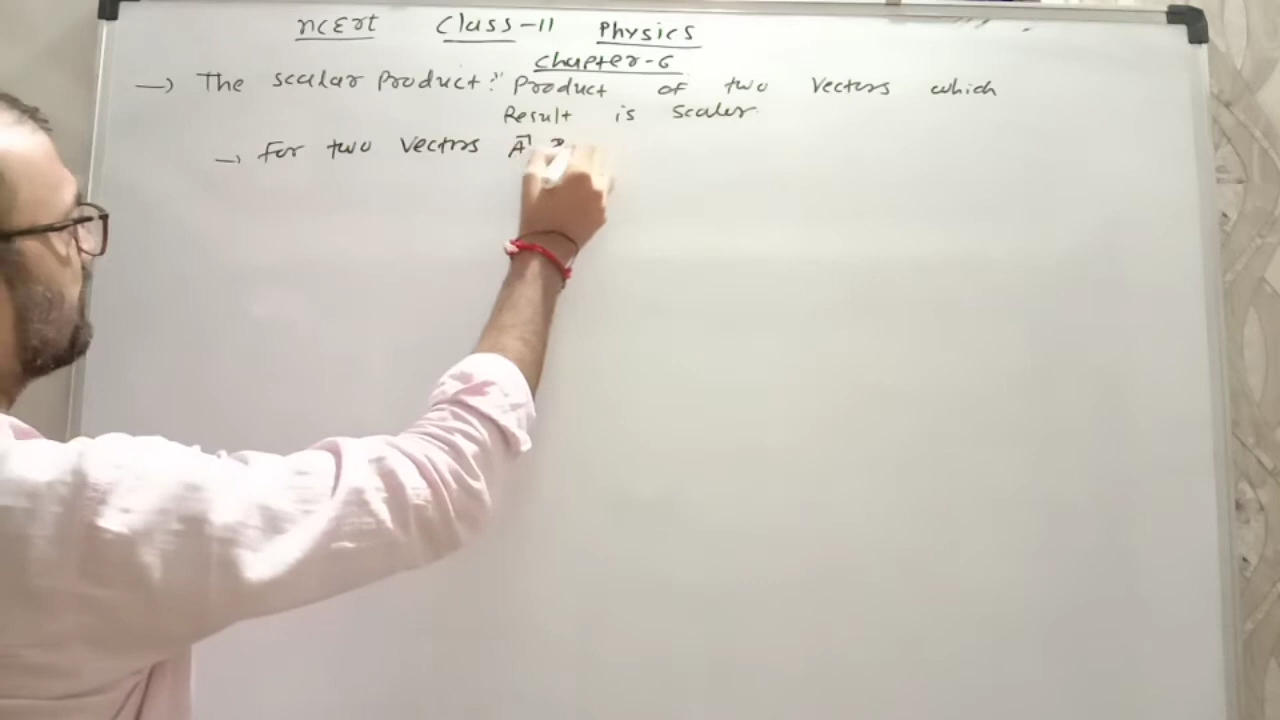 NCERT Class-11 Physics
Chapter-6
→ The scalar Product:" Product of two vectors which
Result is scaler
→ For two vectors A⃗